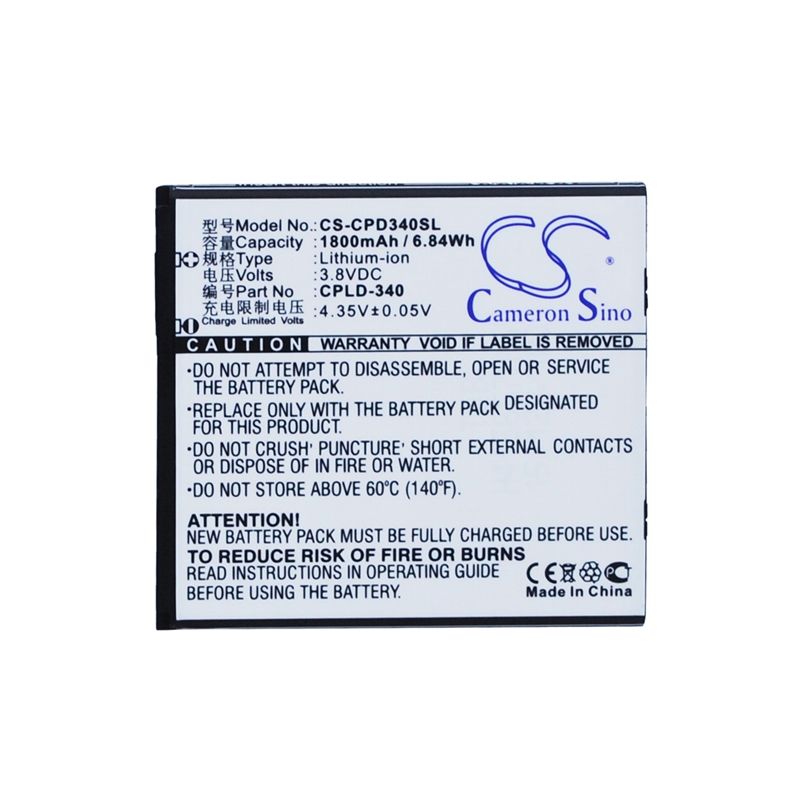 型号Model No. CS-CPD340SL
容量Capacity: 1800mAh / 6.84Wh
规格Type: Lithium-ion
电压Volts: 3.8VDC
编号Part No: CPLD-340
充电限制电压: 4.35V±0.05V
Charge Limited Volts
CS ®
Cameron Sino
CAUTION WARRANTY VOID IF LABEL IS REMOVED
•DO NOT ATTEMPT TO DISASSEMBLE, OPEN OR SERVICE
THE BATTERY PACK.
•REPLACE ONLY WITH THE BATTERY PACK DESIGNATED
FOR THIS PRODUCT.
•DO NOT CRUSH' PUNCTURE' SHORT EXTERNAL CONTACTS
OR DISPOSE OF IN FIRE OR WATER.
•DO NOT STORE ABOVE 60℃ (140℉).
ATTENTION!
NEW BATTERY PACK MUST BE FULLY CHARGED BEFORE USE.
TO REDUCE RISK OF FIRE OR BURNS
READ INSTRUCTIONS CAREFULLY
BEFORE USING THE BATTERY.
CE
Made In China